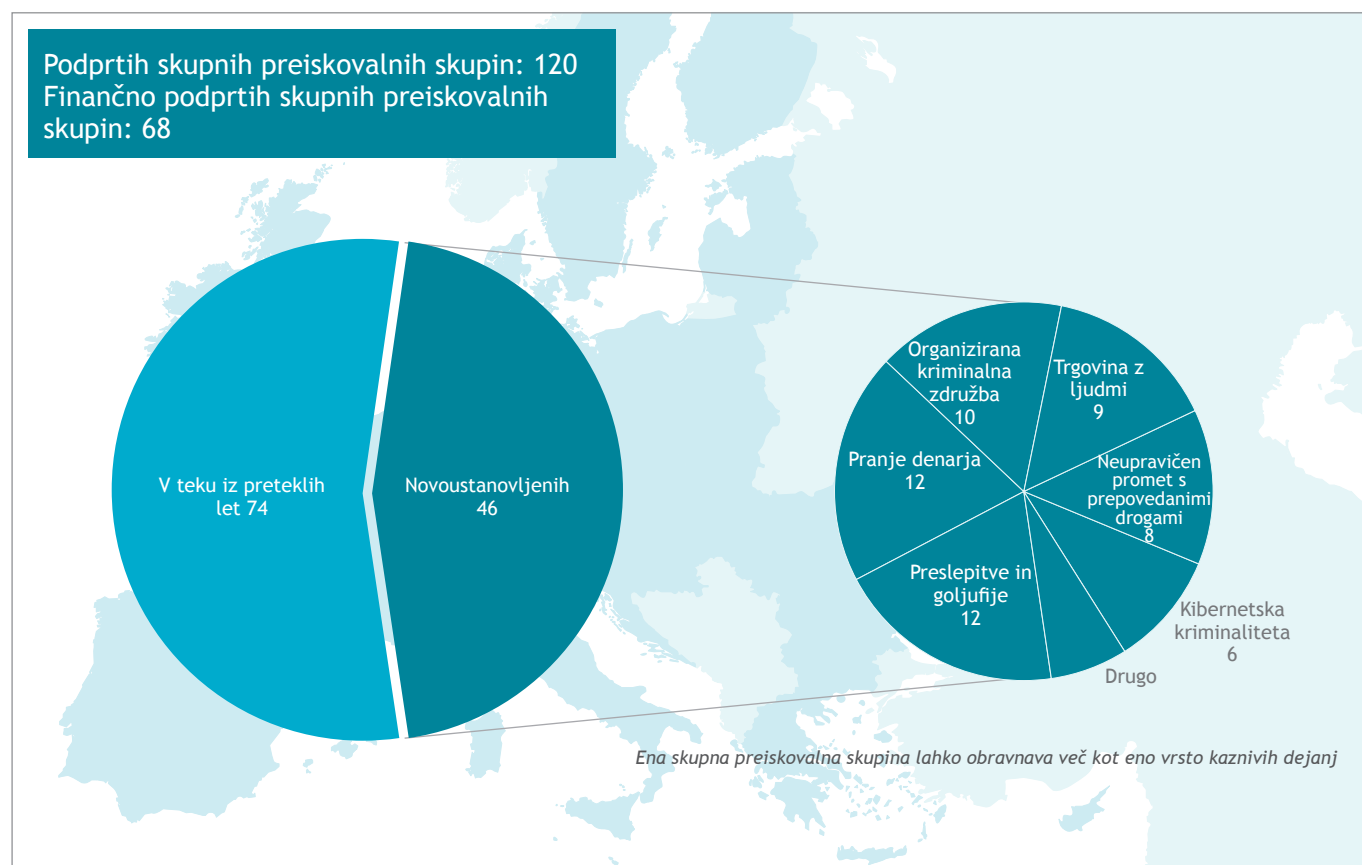 Podprtih skupnih preiskovalnih skupin: 120
Finančno podprtih skupnih preiskovalnih
skupin: 68
V teku iz preteklih
let 74
Novoustanovljenih
46
Organizirana
kriminalna
združba
10
Trgovina z
ljudmi
9
Pranje denarja
12
Neupravičen
promet s
prepovedanimi
drogami
8
Preslepitve in
goljufije
12
Kibernetska
kriminaliteta
6
Drugo
Ena skupna preiskovalna skupina lahko obravnava več kot eno vrsto kaznivih dejanj